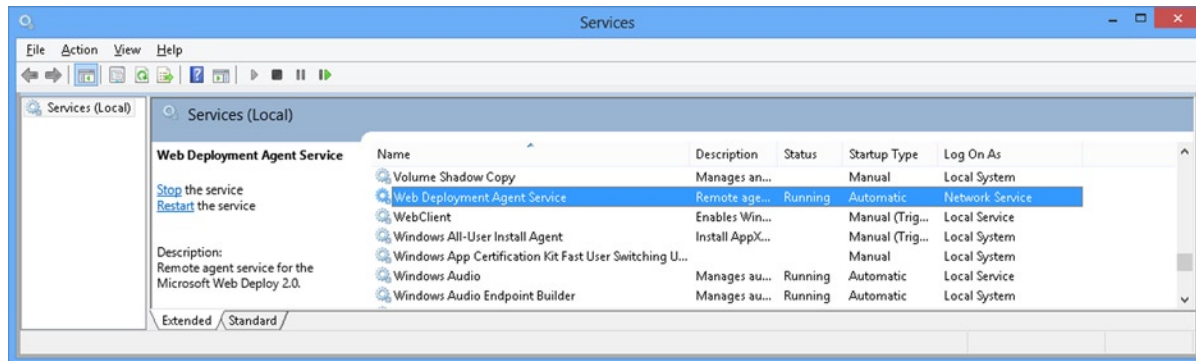 Services
File Action View Help
Services (Local)
Services (Local)
Web Deployment Agent Service
Stop the service
Restart the service
Description:
Remote agent service for the
Microsoft Web Deploy 2.0.
Name Description Status Startup Type Log On As
Volume Shadow Copy Manages an... Manual Local System
Web Deployment Agent Service Remote age... Running Automatic Network Service
WebClient Enables Win... Manual (Trig... Local Service
Windows All-User Install Agent Install AppX... Manual (Trig... Local System
Windows App Certification Kit Fast User Switching U... Manual Local System
Windows Audio Manages au... Running Automatic Local Service
Windows Audio Endpoint Builder Manages au... Running Automatic Local System
Extended Standard